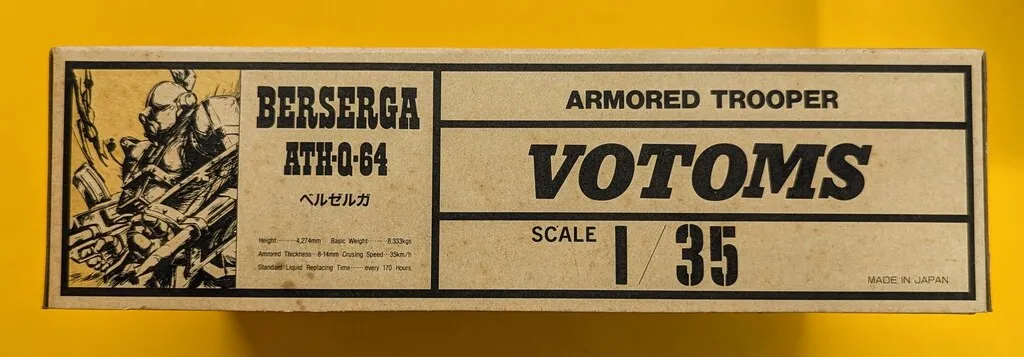 BERSERGA
ATH-Q-64
ベルゼルガ
Height········4,274mm Basic Weight····· 8,333kgs
Amrored Thickness··8-14mm Crusing Speed··35km/h
Standard Liquid Replacing Time····· every 170 Hours
ARMORED TROOPER
VOTOMS
SCALE 1/35
MADE IN JAPAN